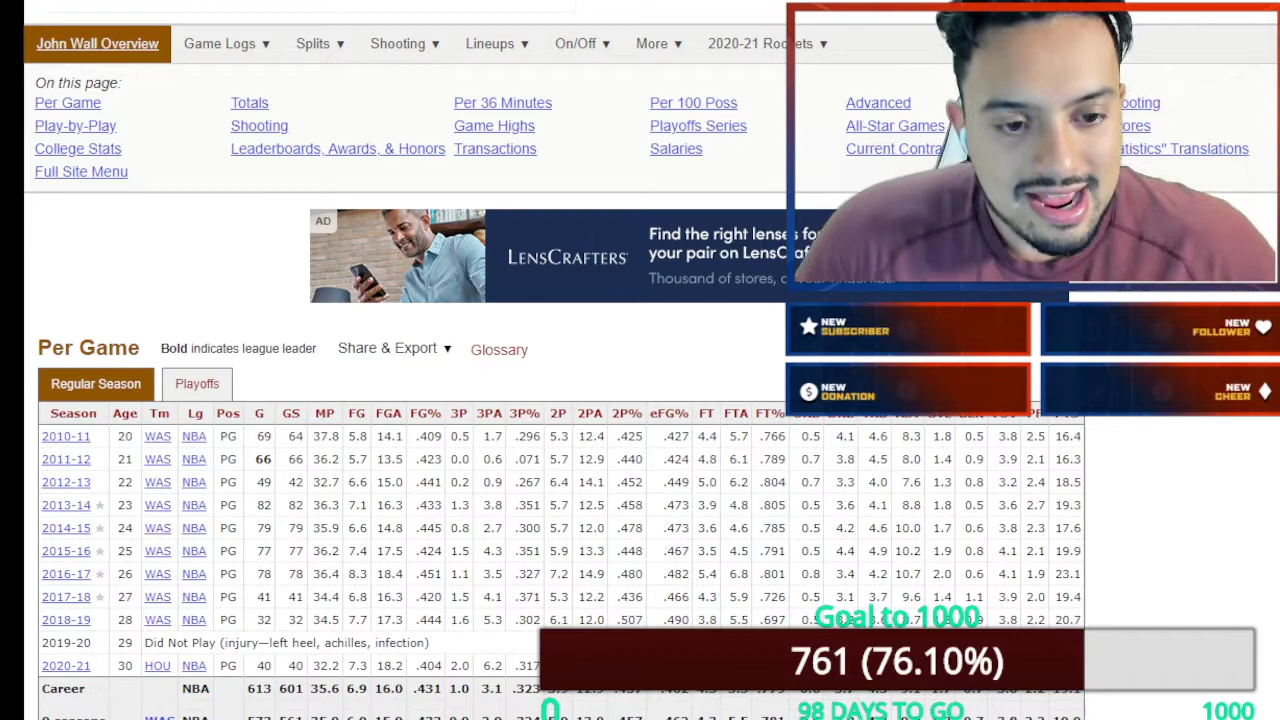 John Wall Overview Game Logs ▼ Splits ▼ Shooting ▼ Lineups ▼ On/Off ▼ More ▼ 2020-21 Rockets ▼
On this page:
Per Game Totals Per 36 Minutes Per 100 Poss Advanced
Play-by-Play Shooting Game Highs Playoffs Series All-Star Games
College Stats Leaderboards, Awards, & Honors Transactions Salaries Current Translations
Full Site Menu
AD
LENSCRAFTERS
Find the right lenses
your pair on
Thousand of stores,
NEW SUBSCRIBER
NEW FOLLOWER
NEW DONATION
NEW CHEER
Per Game Bold indicates league leader Share & Export ▼ Glossary
Regular Season Playoffs
Season Age Tm Lg Pos G GS MP FG FGA FG% 3P 3PA 3P% 2P 2PA 2P% eFG% FT FTA FT%
2010-11 20 WAS NBA PG 69 64 37.8 5.8 14.1 .409 0.5 1.7 .296 5.3 12.4 .425 .427 4.4 5.7 .766 0.5 4.1 4.6 8.3 1.8 0.5 3.8 2.5 16.4
2011-12 21 WAS NBA PG 66 66 36.2 5.7 13.5 .423 0.0 0.6 .071 5.7 12.9 .440 .424 4.8 6.1 .789 0.7 3.8 4.5 8.0 1.4 0.9 3.9 2.1 16.3
2012-13 22 WAS NBA PG 49 42 32.7 6.6 15.0 .441 0.2 0.9 .267 6.4 14.1 .452 .449 5.0 6.2 .804 0.7 3.3 4.0 7.6 1.3 0.8 3.2 2.4 18.5
2013-14 ★ 23 WAS NBA PG 82 82 36.3 7.1 16.3 .433 1.3 3.8 .351 5.7 12.5 .458 .473 3.9 4.8 .805 0.5 3.6 4.1 8.8 1.8 0.5 3.6 2.7 19.3
2014-15 ★ 24 WAS NBA PG 79 79 35.9 6.6 14.8 .445 0.8 2.7 .300 5.7 12.0 .478 .473 3.6 4.6 .785 0.5 4.2 4.6 10.0 1.7 0.6 3.8 2.3 17.6
2015-16 ★ 25 WAS NBA PG 77 77 36.2 7.4 17.5 .424 1.5 4.3 .351 5.9 13.3 .448 .467 3.5 4.5 .791 0.5 4.4 4.9 10.2 1.9 0.8 4.1 2.1 19.9
2016-17 ★ 26 WAS NBA PG 78 78 36.4 8.3 18.4 .451 1.1 3.5 .327 7.2 14.9 .480 .482 5.4 6.8 .801 0.8 3.4 4.2 10.7 2.0 0.6 4.1 1.9 23.1
2017-18 ★ 27 WAS NBA PG 41 41 34.4 6.8 16.3 .420 1.5 4.1 .371 5.3 12.2 .436 .466 4.3 5.9 .726 0.6 3.1 3.7 9.6 1.4 1.1 3.9 2.0 19.4
2018-19 28 WAS NBA PG 32 32 34.5 7.7 17.3 .444 1.6 5.3 .302 6.1 12.0 .507 .490 3.8 5.5 .697 2.2 20.7
2019-20 29 Did Not Play (injury—left heel, achilles, infection)
2020-21 30 HOU NBA PG 40 40 32.2 7.3 18.2 .404 2.0 6.2 .317
Career NBA 613 601 35.6 6.9 16.0 .431 1.0 3.1 .323
Goal to 1000
761 (76.10%)
0 98 DAYS TO GO 1000